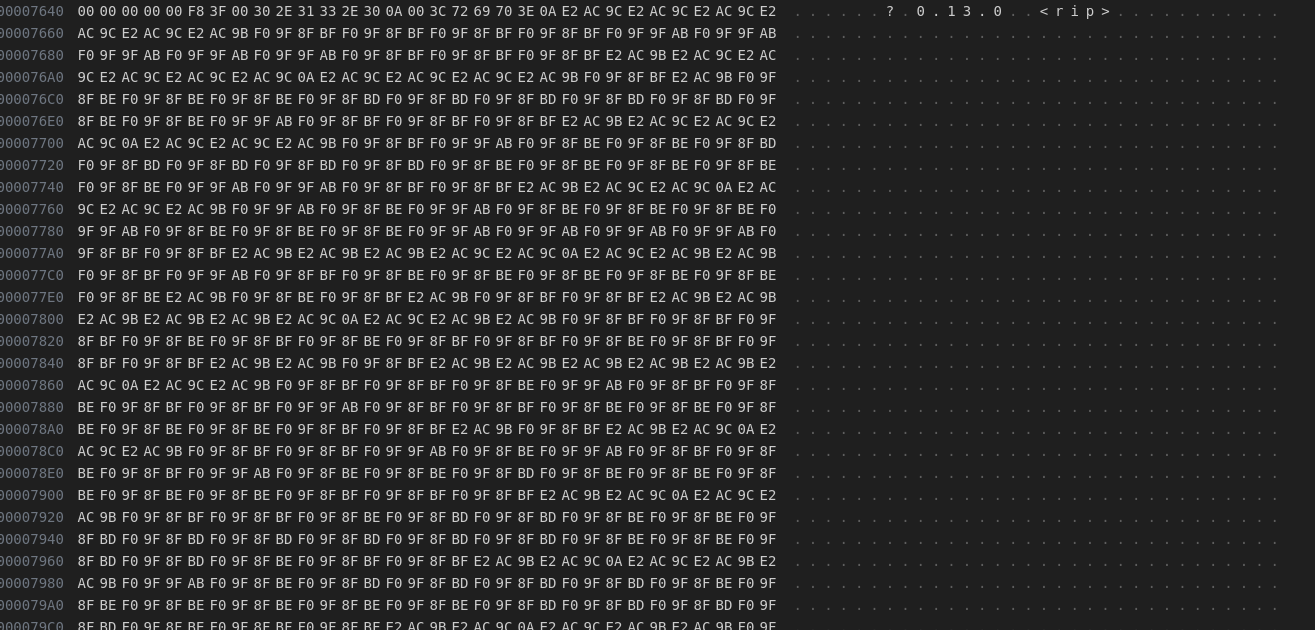 000007640 00 00 00 00 00 F8 3F 00 30 2E 31 33 2E 30 0A 00 3C 72 69 70 3E 0A E2 AC 9C E2 AC 9C E2 AC 9C E2 ......?.0.13.0..<rip>...........
000007660 AC 9C E2 AC 9C E2 AC 9B F0 9F 8F BF F0 9F 8F BF F0 9F 8F BF F0 9F 8F BF F0 9F 9F AB F0 9F 9F AB ................................
000007680 F0 9F 9F AB F0 9F 9F AB F0 9F 9F AB F0 9F 8F BF F0 9F 8F BF F0 9F 8F BF E2 AC 9B E2 AC 9C E2 AC ................................
0000076A0 9C E2 AC 9C E2 AC 9C E2 AC 9C 0A E2 AC 9C E2 AC 9C E2 AC 9C E2 AC 9B F0 9F 8F BF E2 AC 9B F0 9F ................................
0000076C0 8F BE F0 9F 8F BE F0 9F 8F BE F0 9F 8F BD F0 9F 8F BD F0 9F 8F BD F0 9F 8F BD F0 9F 8F BD F0 9F ................................
0000076E0 8F BE F0 9F 8F BE F0 9F 9F AB F0 9F 8F BF F0 9F 8F BF F0 9F 8F BF E2 AC 9B E2 AC 9C E2 AC 9C E2 ................................
000007700 AC 9C 0A E2 AC 9C E2 AC 9C E2 AC 9B F0 9F 8F BF F0 9F 9F AB F0 9F 8F BE F0 9F 8F BE F0 9F 8F BD ................................
000007720 F0 9F 8F BD F0 9F 8F BD F0 9F 8F BD F0 9F 8F BD F0 9F 8F BE F0 9F 8F BE F0 9F 8F BE F0 9F 8F BE ................................
000007740 F0 9F 8F BE F0 9F 9F AB F0 9F 9F AB F0 9F 8F BF F0 9F 8F BF E2 AC 9B E2 AC 9C E2 AC 9C 0A E2 AC ................................
000007760 9C E2 AC 9C E2 AC 9B F0 9F 9F AB F0 9F 8F BE F0 9F 9F AB F0 9F 8F BE F0 9F 8F BE F0 9F 8F BE F0 ................................
000007780 9F 9F AB F0 9F 8F BE F0 9F 8F BE F0 9F 8F BE F0 9F 9F AB F0 9F 9F AB F0 9F 9F AB F0 9F 9F AB F0 ................................
0000077A0 9F 8F BF F0 9F 8F BF E2 AC 9B E2 AC 9B E2 AC 9B E2 AC 9C E2 AC 9C 0A E2 AC 9C E2 AC 9B E2 AC 9B ................................
0000077C0 F0 9F 8F BF F0 9F 9F AB F0 9F 8F BF F0 9F 8F BE F0 9F 8F BE F0 9F 8F BE F0 9F 8F BE F0 9F 8F BE ................................
0000077E0 F0 9F 8F BE E2 AC 9B F0 9F 8F BE F0 9F 8F BF E2 AC 9B F0 9F 8F BF F0 9F 8F BF E2 AC 9B E2 AC 9B ................................
000007800 E2 AC 9B E2 AC 9B E2 AC 9B E2 AC 9C 0A E2 AC 9C E2 AC 9B E2 AC 9B F0 9F 8F BF F0 9F 8F BF F0 9F ................................
000007820 8F BF F0 9F 8F BE F0 9F 8F BF F0 9F 8F BE F0 9F 8F BF F0 9F 8F BF F0 9F 8F BE F0 9F 8F BF F0 9F ................................
000007840 8F BF F0 9F 8F BF E2 AC 9B E2 AC 9B F0 9F 8F BF E2 AC 9B E2 AC 9B E2 AC 9B E2 AC 9B E2 AC 9B E2 ................................
000007860 AC 9C 0A E2 AC 9C E2 AC 9B F0 9F 8F BF F0 9F 8F BF F0 9F 8F BE F0 9F 9F AB F0 9F 8F BF F0 9F 8F ................................
000007880 BE F0 9F 8F BF F0 9F 8F BF F0 9F 9F AB F0 9F 8F BF F0 9F 8F BF F0 9F 8F BE F0 9F 8F BE F0 9F 8F ................................
0000078A0 BE F0 9F 8F BE F0 9F 8F BE F0 9F 8F BF F0 9F 8F BF E2 AC 9B F0 9F 8F BF E2 AC 9B E2 AC 9C 0A E2 ................................
0000078C0 AC 9C E2 AC 9B F0 9F 8F BF F0 9F 8F BF F0 9F 9F AB F0 9F 8F BE F0 9F 9F AB F0 9F 8F BF F0 9F 8F ................................
0000078E0 BE F0 9F 8F BF F0 9F 9F AB F0 9F 8F BE F0 9F 8F BE F0 9F 8F BD F0 9F 8F BE F0 9F 8F BE F0 9F 8F ................................
000007900 BE F0 9F 8F BE F0 9F 8F BE F0 9F 8F BF F0 9F 8F BF F0 9F 8F BF E2 AC 9B E2 AC 9C 0A E2 AC 9C E2 ................................
000007920 AC 9B F0 9F 8F BF F0 9F 8F BF F0 9F 8F BE F0 9F 8F BD F0 9F 8F BD F0 9F 8F BE F0 9F 8F BE F0 9F ................................
000007940 8F BD F0 9F 8F BD F0 9F 8F BD F0 9F 8F BD F0 9F 8F BD F0 9F 8F BD F0 9F 8F BE F0 9F 8F BE F0 9F ................................
000007960 8F BD F0 9F 8F BD F0 9F 8F BE F0 9F 8F BF F0 9F 8F BF E2 AC 9B E2 AC 9C 0A E2 AC 9C E2 AC 9B E2 ................................
000007980 AC 9B F0 9F 9F AB F0 9F 8F BE F0 9F 8F BD F0 9F 8F BD F0 9F 8F BD F0 9F 8F BD F0 9F 8F BE F0 9F ................................
0000079A0 8F BE F0 9F 8F BE F0 9F 8F BE F0 9F 8F BF F0 9F 8F BE F0 9F 8F BD F0 9F 8F BD F0 9F 8F BD F0 9F ................................
0000079C0 8F BD F0 9F 8F BE F0 9F 8F BE F0 9F 8F BF E2 AC 9B E2 AC 9C 0A E2 AC 9C E2 AC 9B E2 AC 9B F0 9F ................................